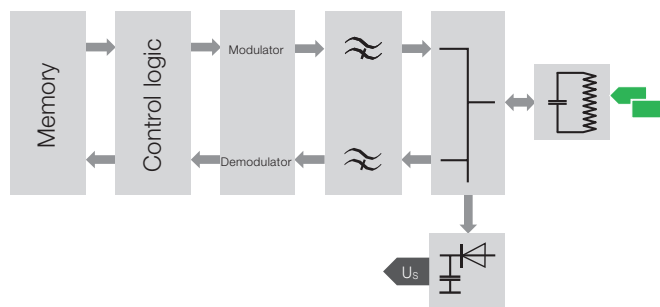 Memory
Control logic
Modulator
Demodulator
US